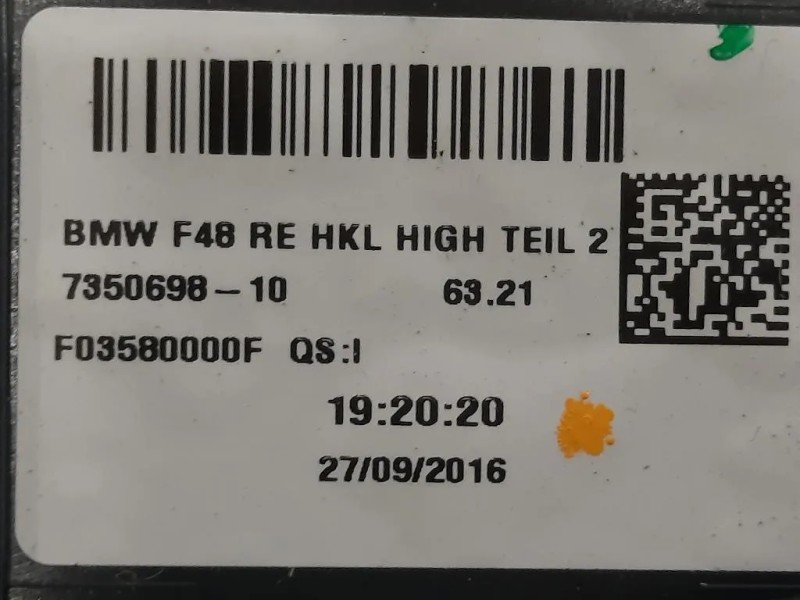 BMW F48 RE HKL HIGH TEIL 2
7350698-10 63.21
F03580000F QS:I
19:20:20
27/09/2016